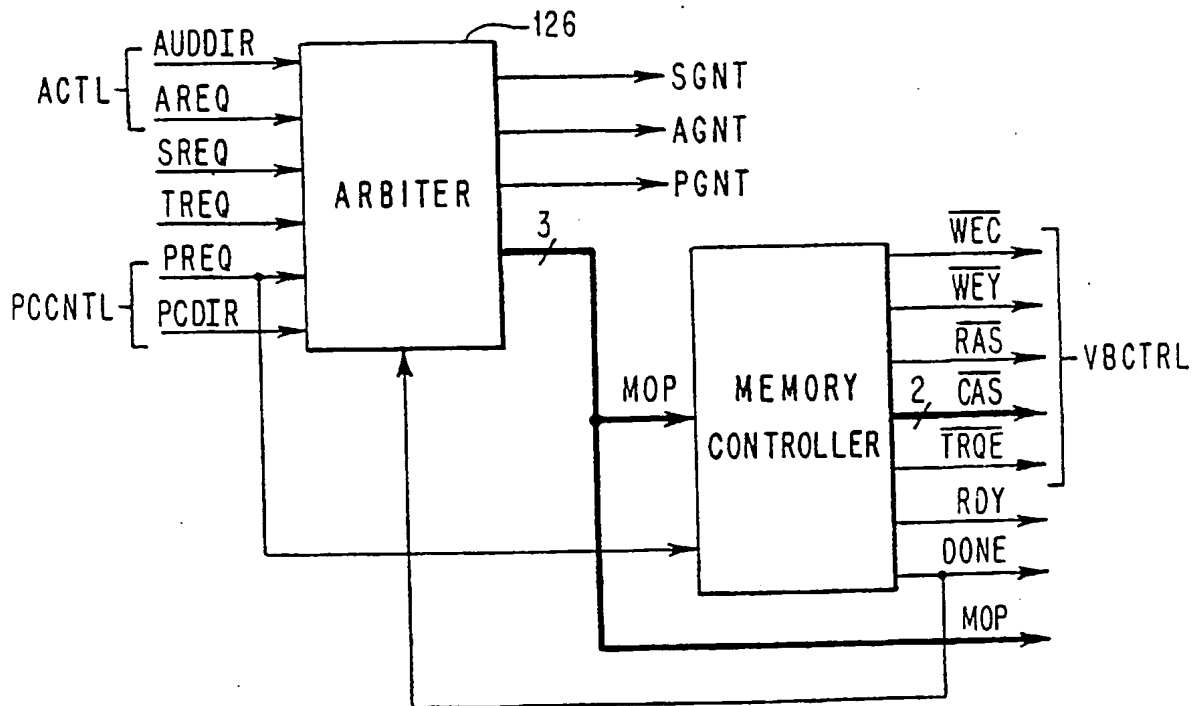 126
AUDDIR
ACTL
AREQ
SREQ
TREQ
PREQ
PCCNTL
PCDIR
ARBITER
SGNT
AGNT
PGNT
3
MOP
MEMORY
CONTROLLER
WEC
WEY
RAS
2
CAS
TRQE
VBCTRL
RDY
DONE
MOP